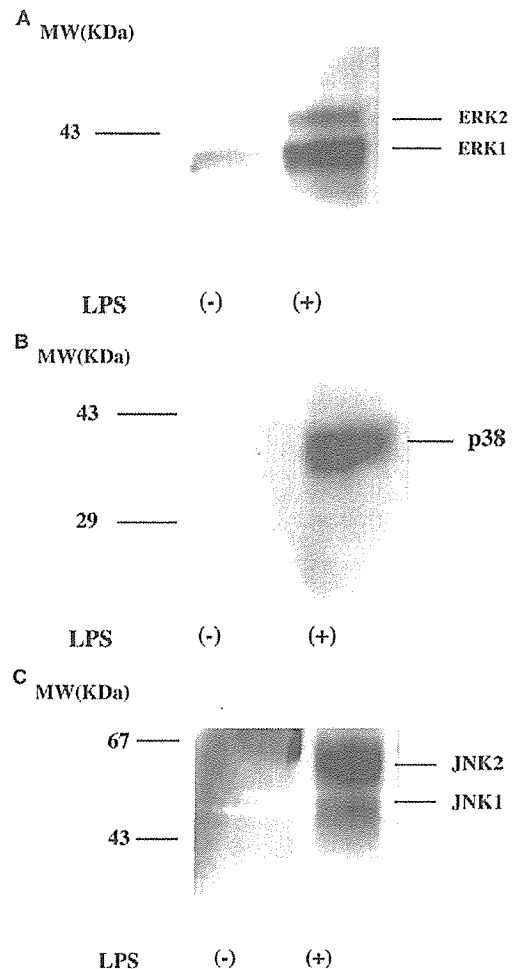 A
MW(KDa)
43
ERK2
ERK1
LPS (-) (+)
B
MW(KDa)
43
p38
29
LPS (-) (+)
C
MW(KDa)
67
JNK2
JNK1
43
LPS (-) (+)